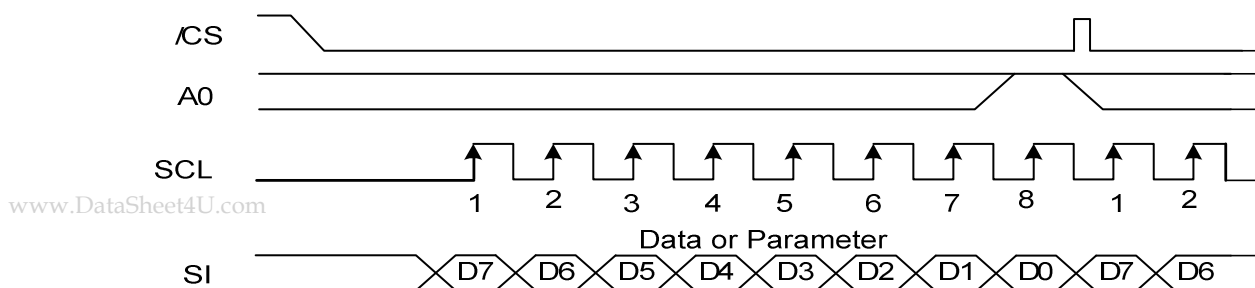 /CS
A0
SCL
1 2 3 4 5 6 7 8 1 2
www.DataSheet4U.com
Data or Parameter
SI D7 D6 D5 D4 D3 D2 D1 D0 D7 D6